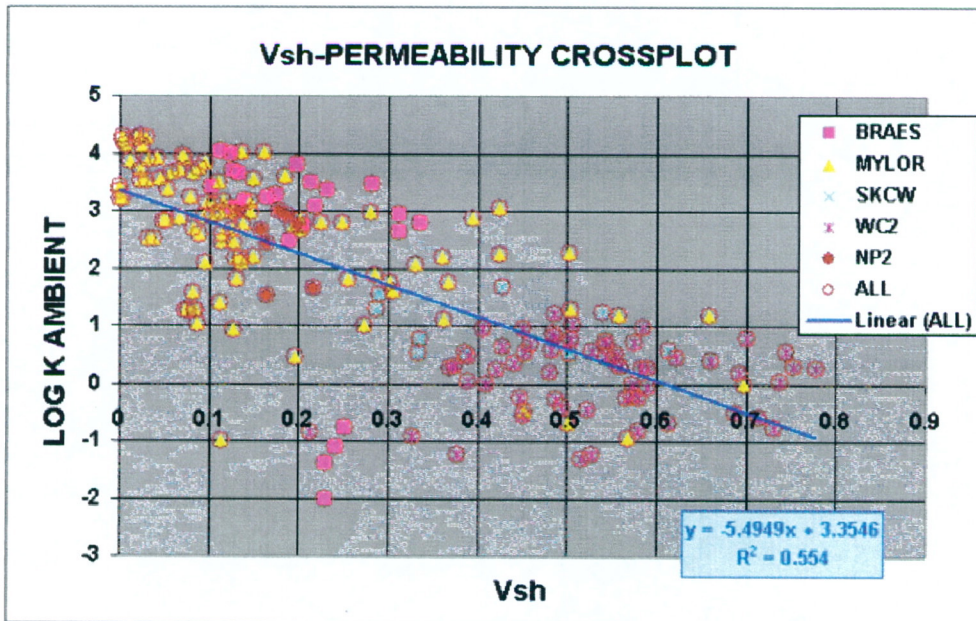 Vsh-PERMEABILITY CROSSPLOT
5
4
3
2
1
0
-1
-2
-3
LOG K AMBIENT
0 0.1 0.2 0.3 0.4 0.5 0.6 0.7 0.8 0.9
Vsh
BRAES
MYLOR
SKCW
WC2
NP2
ALL
Linear (ALL)
y = -5.4949x + 3.3546
R² = 0.554